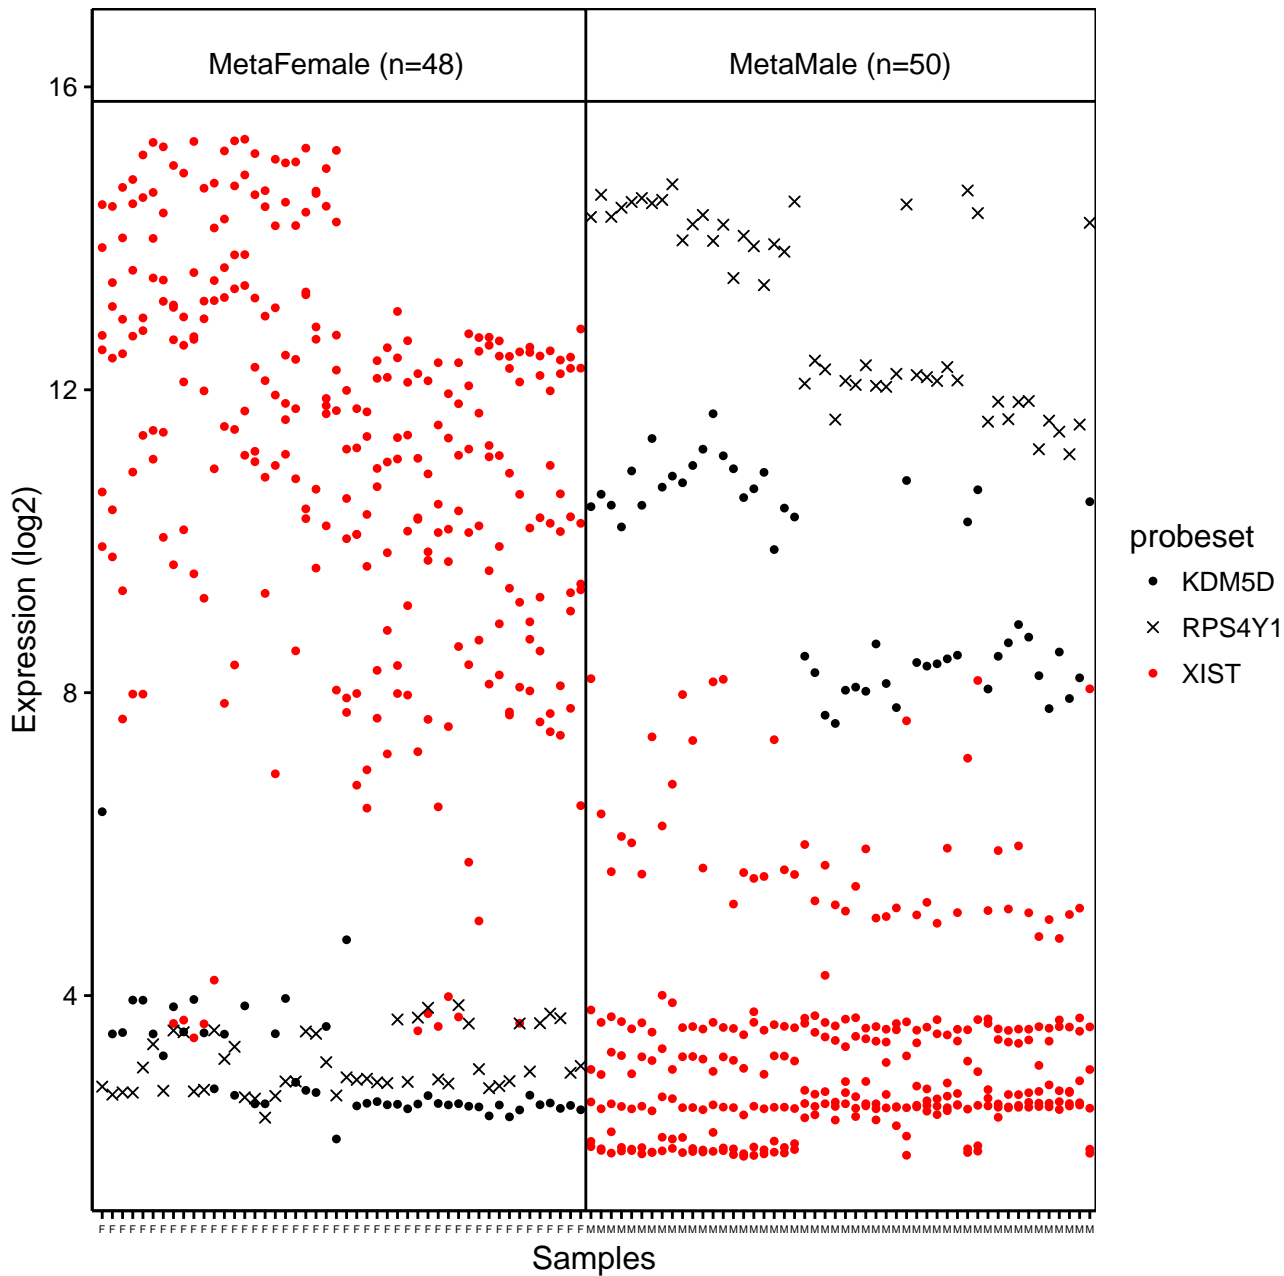 MetaFemale (n=48)
MetaMale (n=50)
16
12
8
4
Expression (log2)
F F F F F F F F F F F F F F F F F F F F F F F F F F F F F F F F F F F F F F F F F F F F F F F F
M M M M M M M M M M M M M M M M M M M M M M M M M M M M M M M M M M M M M M M M M M M M M M M M M M
Samples
probeset
KDM5D
RPS4Y1
XIST